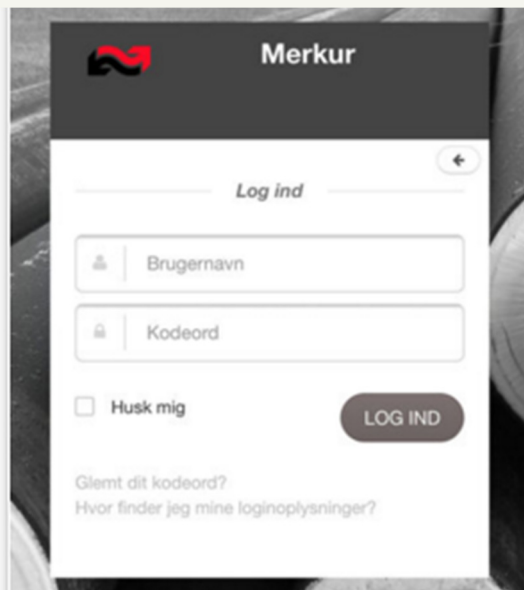 Merkur
Log ind
Brugernavn
Kodeord
Husk mig
LOG IND
Glemt dit kodeord?
Hvor finder jeg mine loginoplysninger?